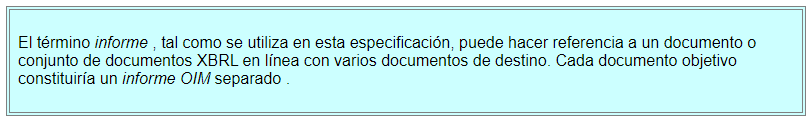 El término informe , tal como se utiliza en esta especificación, puede hacer referencia a un documento o
conjunto de documentos XBRL en línea con varios documentos de destino. Cada documento objetivo
constituiría un informe OIM separado .